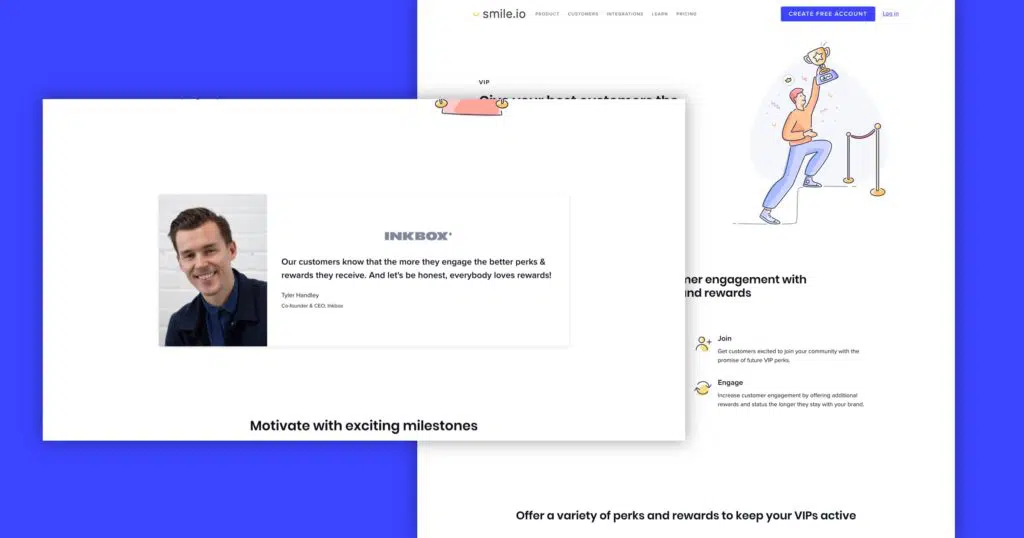 smile.io
PRODUCT CUSTOMERS INTEGRATIONS LEARN PRICING
CREATE FREE ACCOUNT
Log in
VIP
Give your best customers the
INKBOX
Our customers know that the more they engage the better perks &
rewards they receive. And let's be honest, everybody loves rewards!
Tyler Handley
Co-founder & CEO, Inkbox
Motivate with exciting milestones
engagement with
rewards
Join
Get customers excited to join your community with the
promise of future VIP perks.
Engage
Increase customer engagement by offering additional
rewards and status the longer they stay with your brand.
Offer a variety of perks and rewards to keep your VIPs active